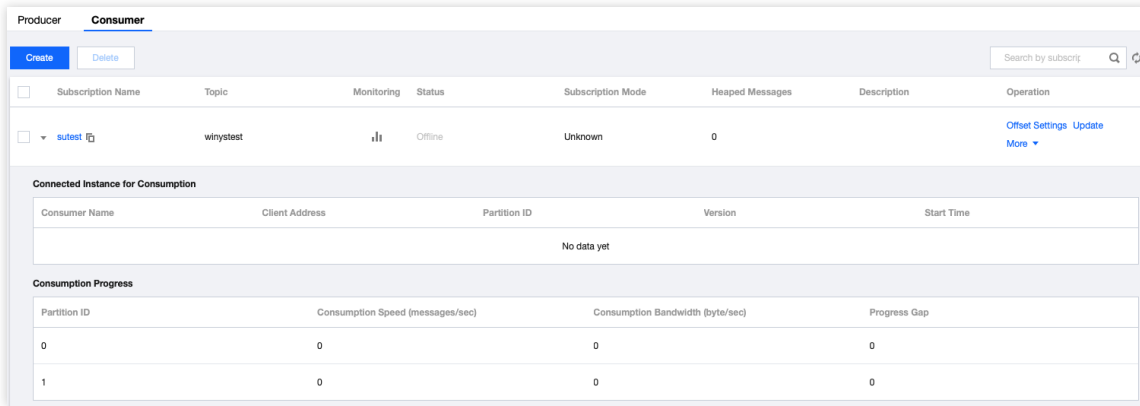 Producer Consumer
Create Delete Search by subscrip
Subscription Name Topic Monitoring Status Subscription Mode Heaped Messages Description Operation
sutest winystest Offline Unknown 0 Offset Settings Update
More
Connected Instance for Consumption
Consumer Name Client Address Partition ID Version Start Time
No data yet
Consumption Progress
Partition ID Consumption Speed (messages/sec) Consumption Bandwidth (byte/sec) Progress Gap
0 0 0 0
1 0 0 0